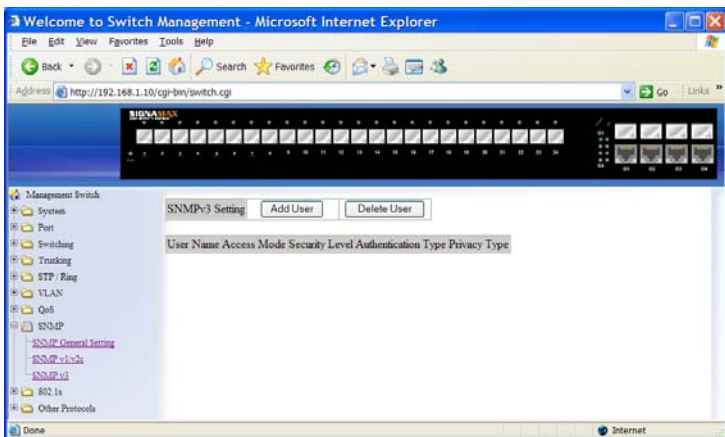 Welcome to Switch Management - Microsoft Internet Explorer
File Edit View Favorites Tools Help
Back Search Favorites
Address http://192.168.1.10/cgi-bin/switch.cgi Go Links »
SIGNAMAX
Management Switch
System
Port
Switching
Trunking
STP / Ring
VLAN
QoS
SNMP
SNMP General Setting
SNMP v1/v2c
SNMP v3
802.1x
Other Protocols
SNMPv3 Setting Add User Delete User
User Name Access Mode Security Level Authentication Type Privacy Type
Done Internet